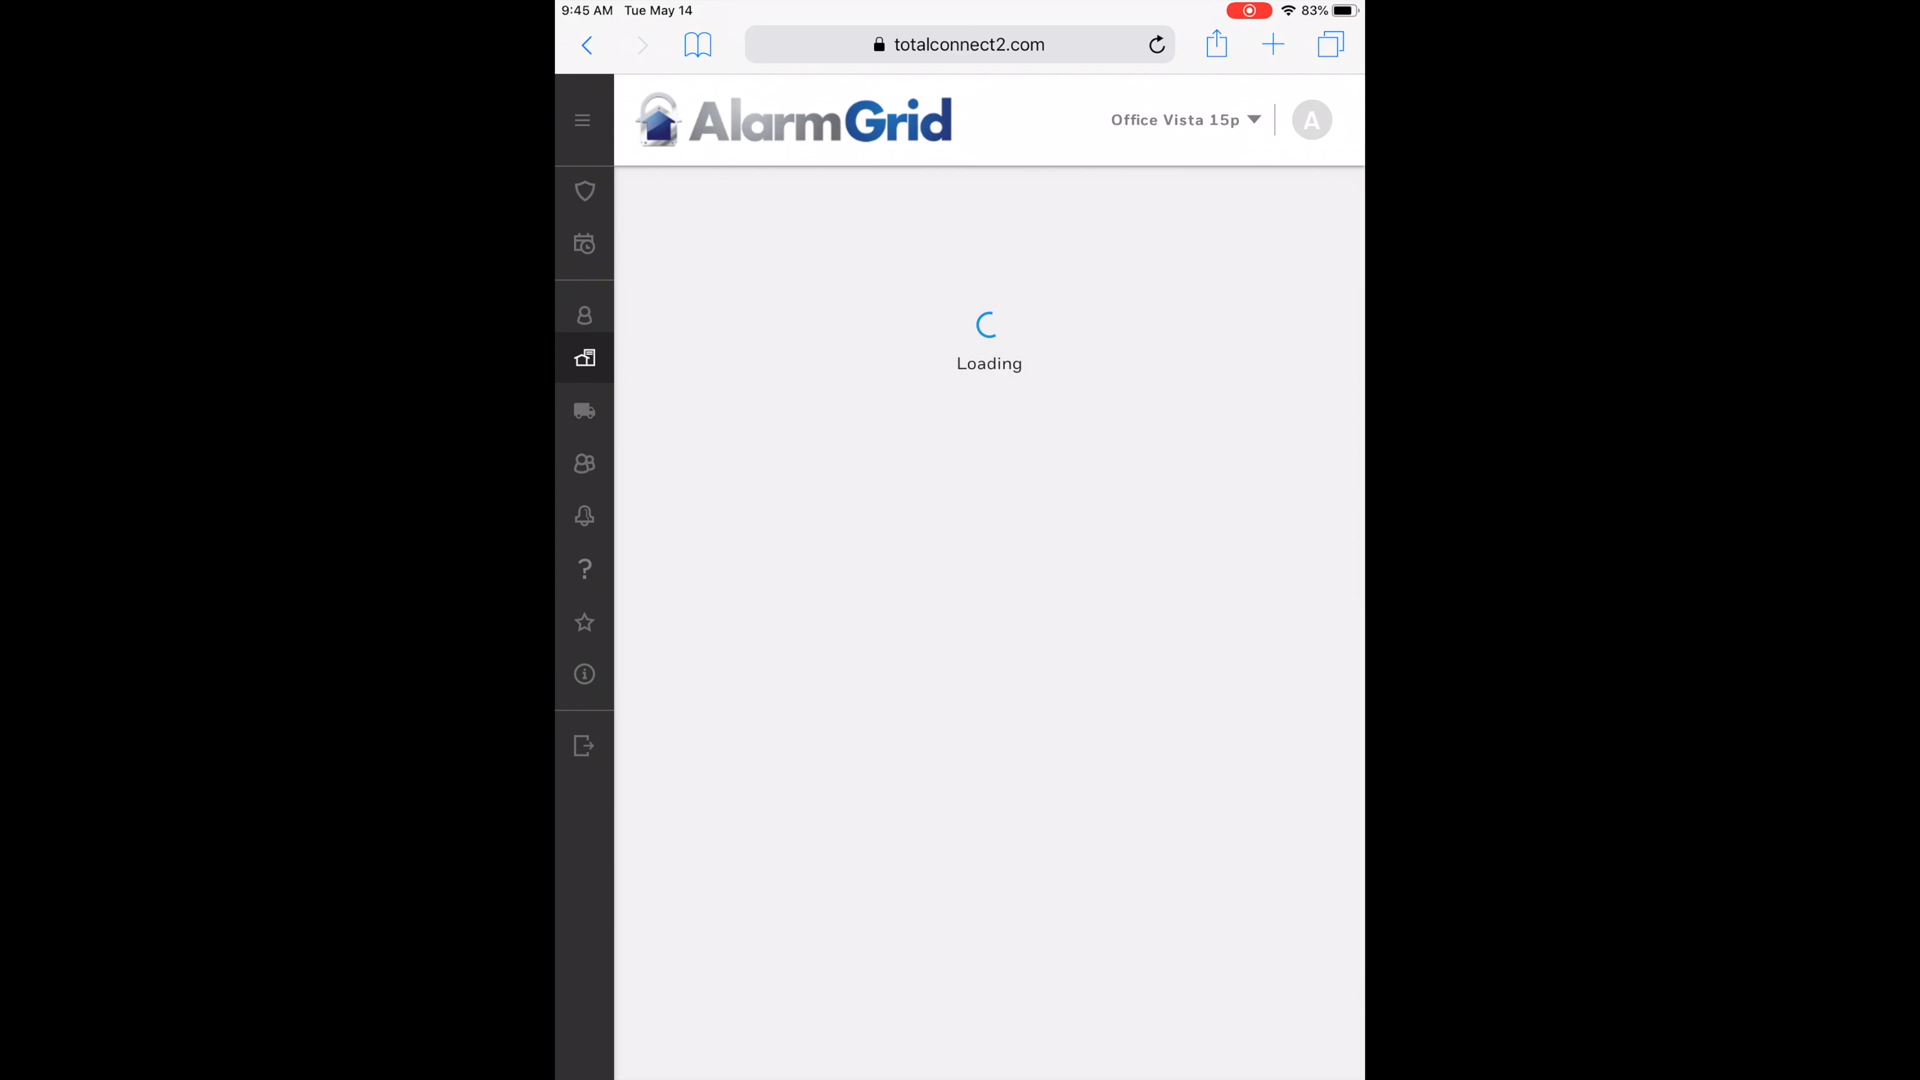 9:45 AM Tue May 14 83%
totalconnect2.com
AlarmGrid
Office Vista 15p
A
Loading